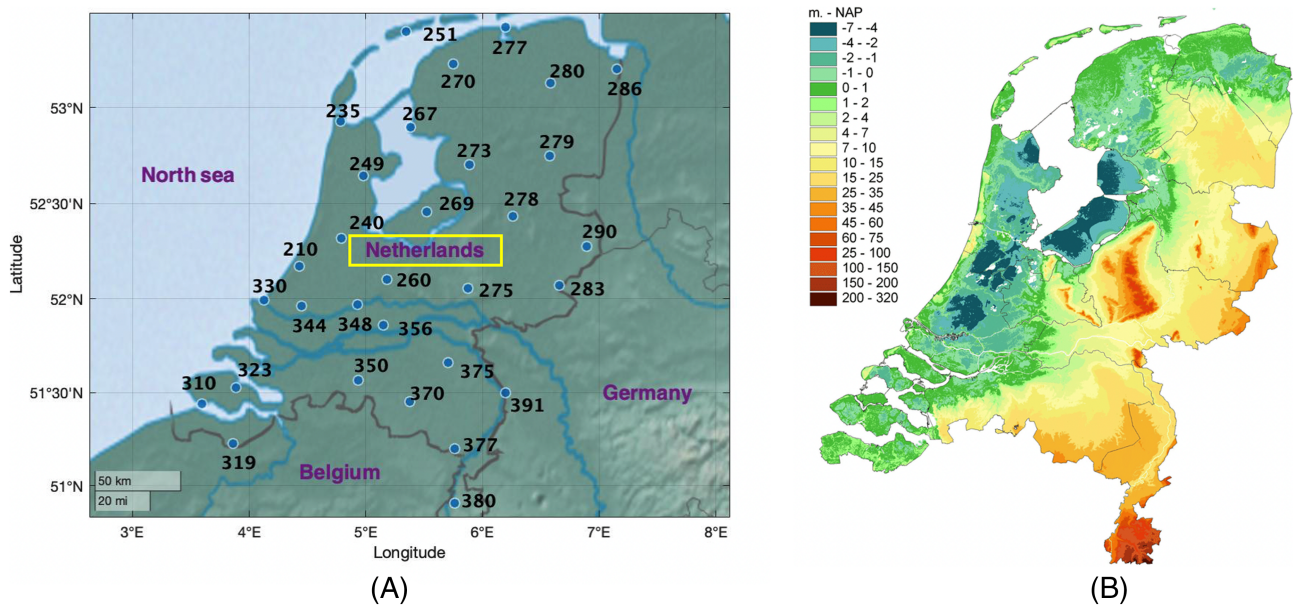 251
277
270
280
286
53°N
235
267
273
279
249
North sea
269
278
52°30'N
240
210
Netherlands
290
330
260
275
283
52°N
344
348
356
323
350
375
310
370
51°30'N
391
Germany
319
377
Belgium
50 km
20 mi
51°N
380
3°E
4°E
5°E
6°E
7°E
8°E
Latitude
Longitude
(A)
m. - NAP
-7 - -4
-4 - -2
-2 - -1
-1 - 0
0 - 1
1 - 2
2 - 4
4 - 7
7 - 10
10 - 15
15 - 25
25 - 35
35 - 45
45 - 60
60 - 75
25 - 100
100 - 150
150 - 200
200 - 320
(B)